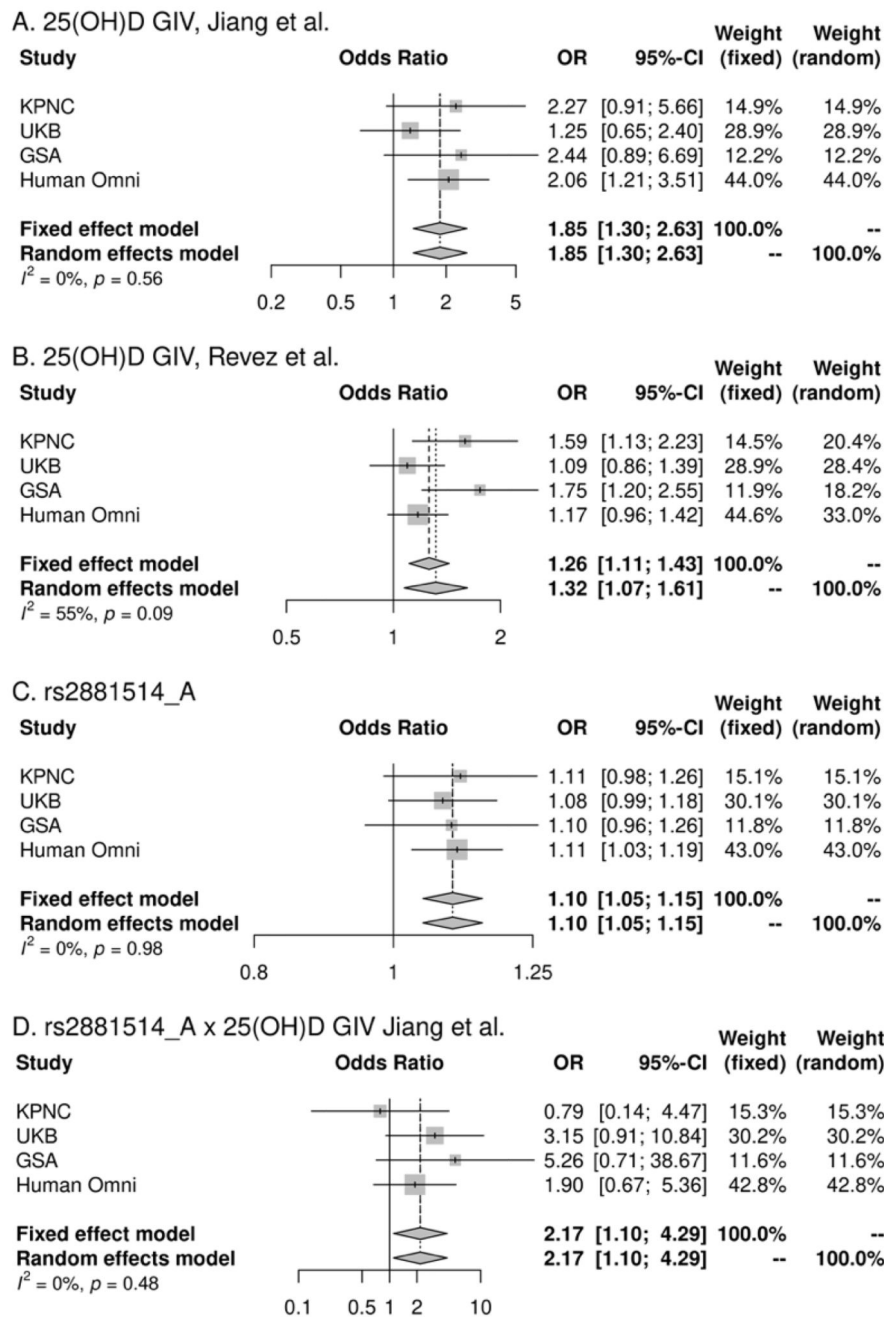 A. 25(OH)D GIV, Jiang et al.
Weight Weight
Study Odds Ratio OR 95%-CI (fixed) (random)
KPNC 2.27 [0.91; 5.66] 14.9% 14.9%
UKB 1.25 [0.65; 2.40] 28.9% 28.9%
GSA 2.44 [0.89; 6.69] 12.2% 12.2%
Human Omni 2.06 [1.21; 3.51] 44.0% 44.0%
Fixed effect model 1.85 [1.30; 2.63] 100.0% --
Random effects model 1.85 [1.30; 2.63] -- 100.0%
I² = 0%, p = 0.56
0.2 0.5 1 2 5
B. 25(OH)D GIV, Revez et al.
Weight Weight
Study Odds Ratio OR 95%-CI (fixed) (random)
KPNC 1.59 [1.13; 2.23] 14.5% 20.4%
UKB 1.09 [0.86; 1.39] 28.9% 28.4%
GSA 1.75 [1.20; 2.55] 11.9% 18.2%
Human Omni 1.17 [0.96; 1.42] 44.6% 33.0%
Fixed effect model 1.26 [1.11; 1.43] 100.0% --
Random effects model 1.32 [1.07; 1.61] -- 100.0%
I² = 55%, p = 0.09
0.5 1 2
C. rs2881514_A
Weight Weight
Study Odds Ratio OR 95%-CI (fixed) (random)
KPNC 1.11 [0.98; 1.26] 15.1% 15.1%
UKB 1.08 [0.99; 1.18] 30.1% 30.1%
GSA 1.10 [0.96; 1.26] 11.8% 11.8%
Human Omni 1.11 [1.03; 1.19] 43.0% 43.0%
Fixed effect model 1.10 [1.05; 1.15] 100.0% --
Random effects model 1.10 [1.05; 1.15] -- 100.0%
I² = 0%, p = 0.98
0.8 1 1.25
D. rs2881514_A x 25(OH)D GIV Jiang et al.
Weight Weight
Study Odds Ratio OR 95%-CI (fixed) (random)
KPNC 0.79 [0.14; 4.47] 15.3% 15.3%
UKB 3.15 [0.91; 10.84] 30.2% 30.2%
GSA 5.26 [0.71; 38.67] 11.6% 11.6%
Human Omni 1.90 [0.67; 5.36] 42.8% 42.8%
Fixed effect model 2.17 [1.10; 4.29] 100.0% --
Random effects model 2.17 [1.10; 4.29] -- 100.0%
I² = 0%, p = 0.48
0.1 0.5 1 2 10